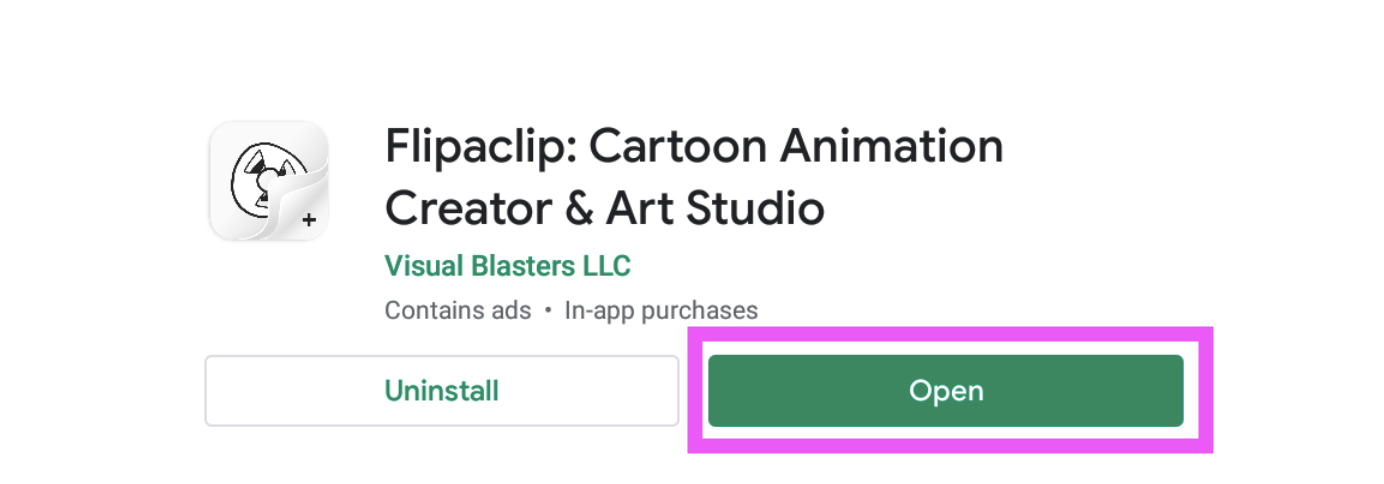 Flipaclip: Cartoon Animation
Creator & Art Studio
Visual Blasters LLC
Contains ads • In-app purchases
Uninstall
Open